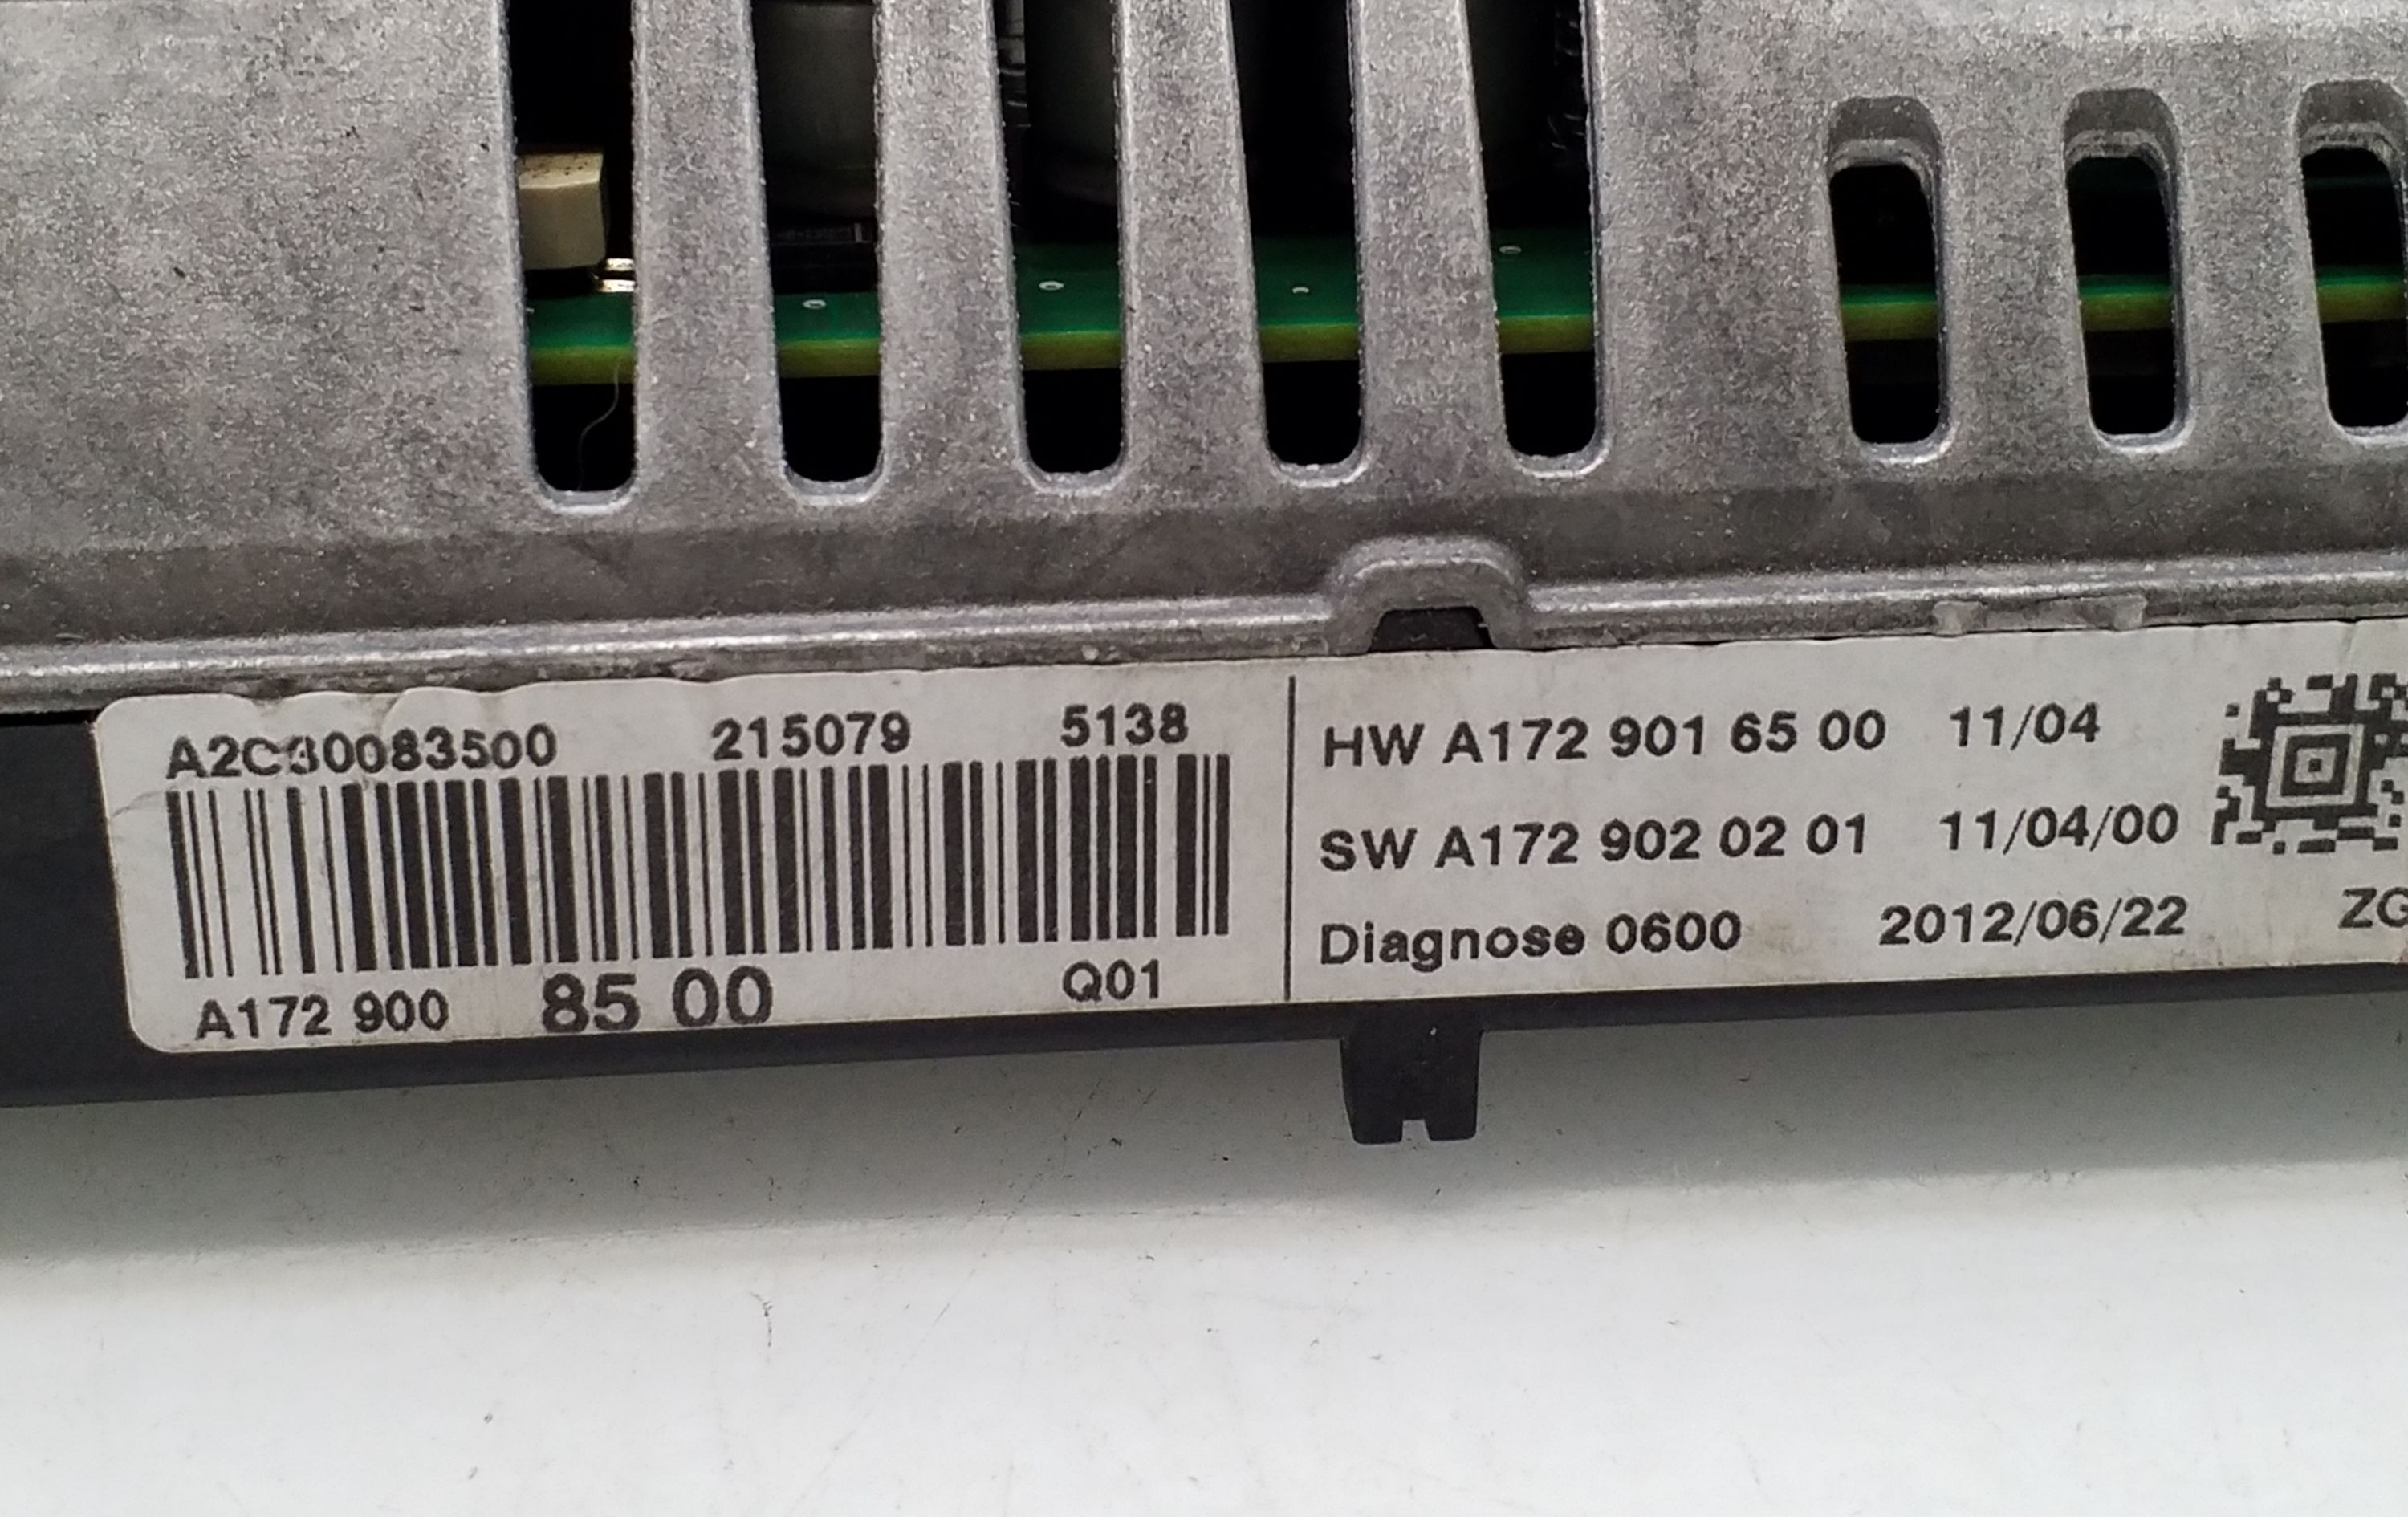 A2C30083500 215079 5138
A172 900 85 00 Q01
HW A172 901 65 00 11/04
SW A172 902 02 01 11/04/00
Diagnose 0600 2012/06/22